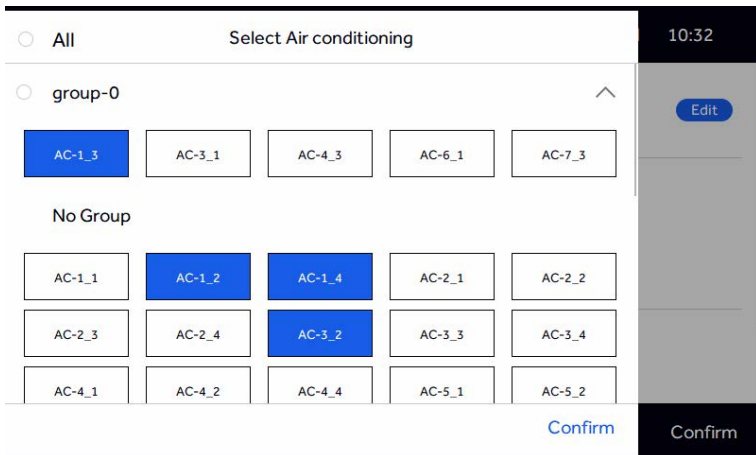 All Select Air conditioning 10:32
group-0
Edit
AC-1_3 AC-3_1 AC-4_3 AC-6_1 AC-7_3
No Group
AC-1_1 AC-1_2 AC-1_4 AC-2_1 AC-2_2
AC-2_3 AC-2_4 AC-3_2 AC-3_3 AC-3_4
AC-4_1 AC-4_2 AC-4_4 AC-5_1 AC-5_2
Confirm Confirm